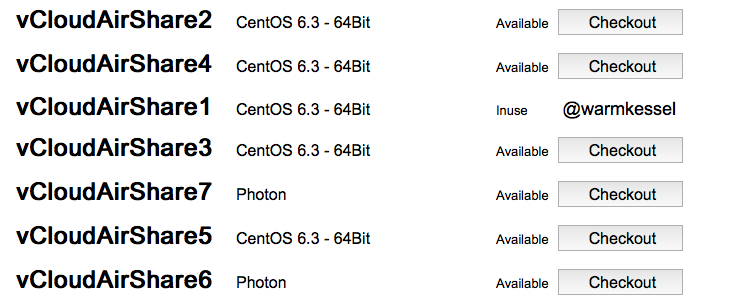 vCloudAirShare2 CentOS 6.3 - 64Bit Available Checkout
vCloudAirShare4 CentOS 6.3 - 64Bit Available Checkout
vCloudAirShare1 CentOS 6.3 - 64Bit Inuse @warmkessel
vCloudAirShare3 CentOS 6.3 - 64Bit Available Checkout
vCloudAirShare7 Photon Available Checkout
vCloudAirShare5 CentOS 6.3 - 64Bit Available Checkout
vCloudAirShare6 Photon Available Checkout